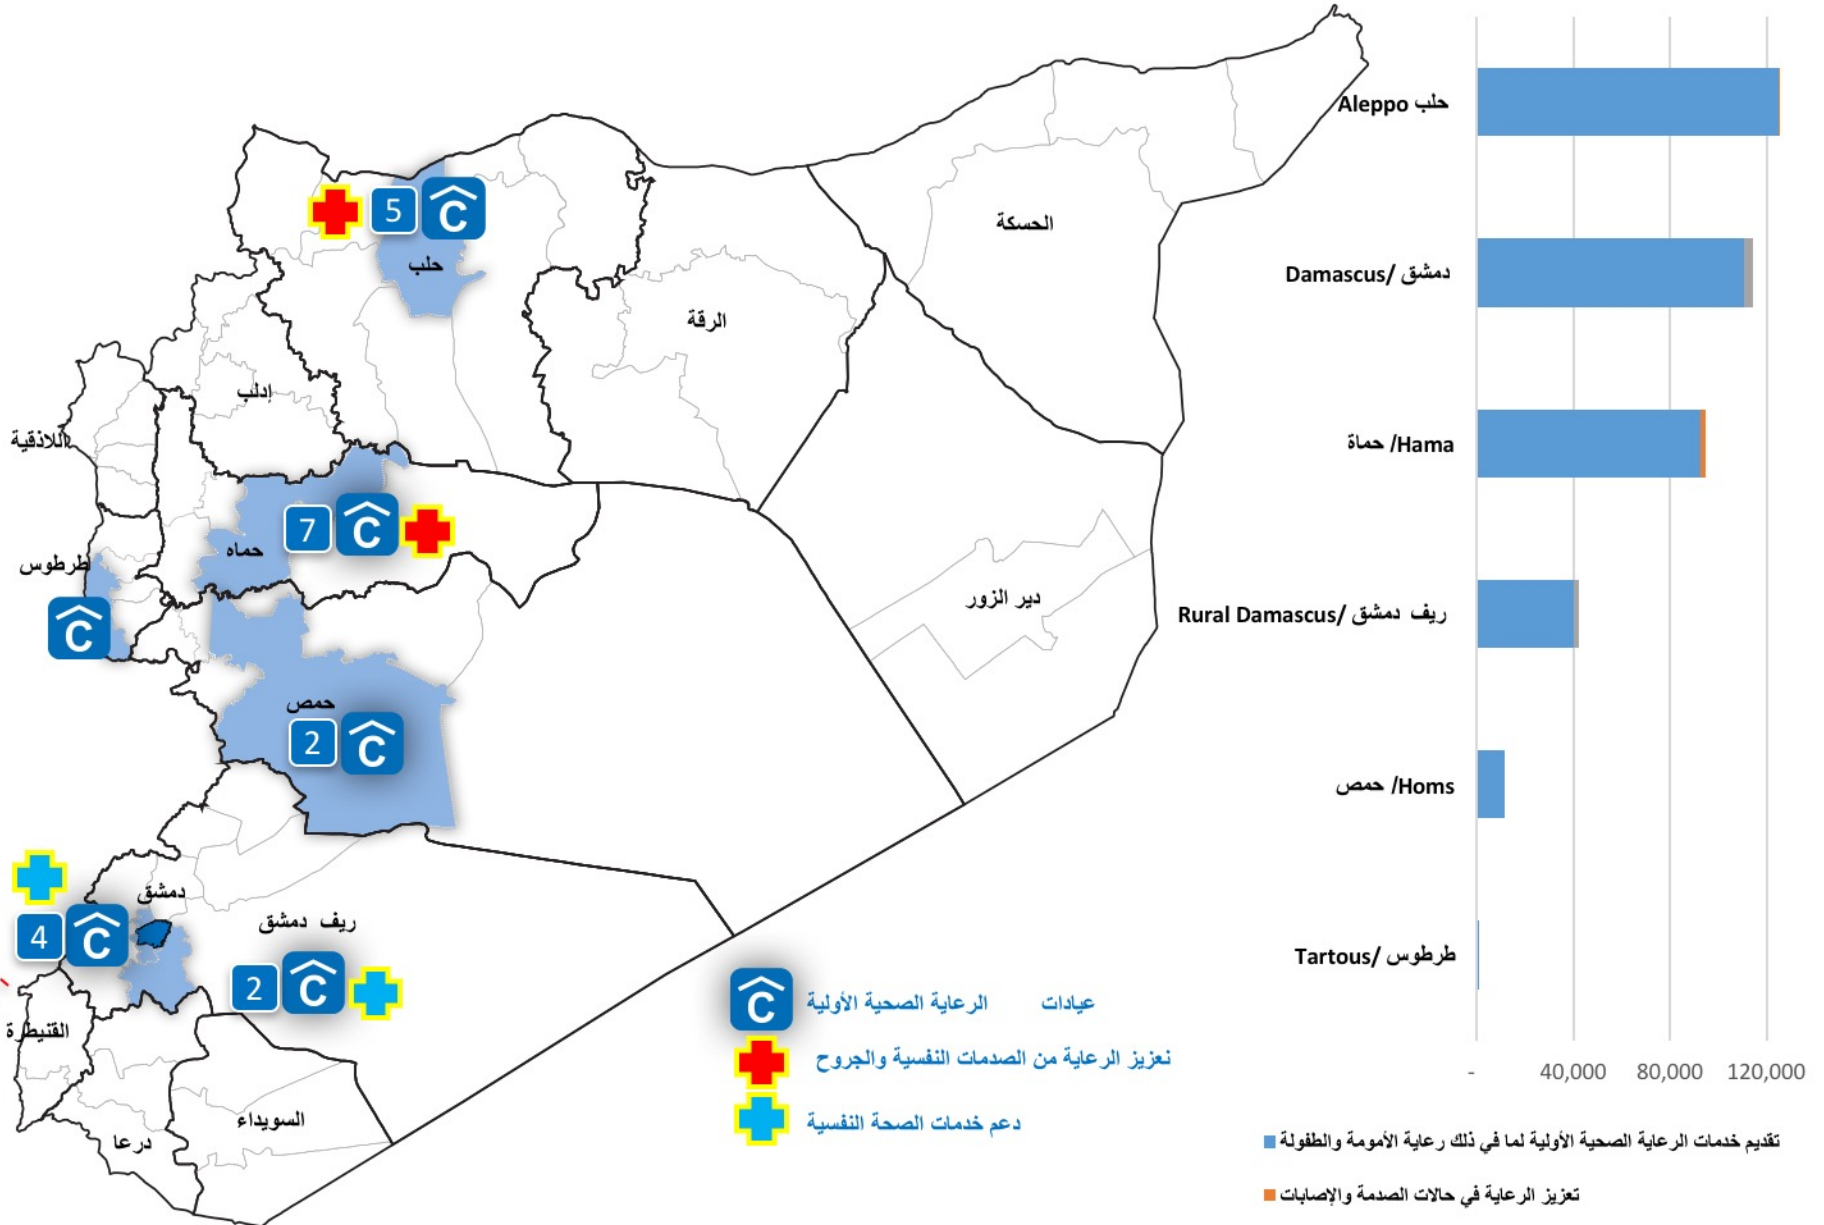 5
حلب
الحسكة
الرقة
إدلب
اللاذقية
7
حماه
طرطوس
دير الزور
حمص
2
دمشق
4
ريف دمشق
2
القنيطرة
درعا
السويداء
C عيادات الرعاية الصحية الأولية
نعزيز الرعاية من الصدمات النفسية والجروح
دعم خدمات الصحة النفسية
Aleppo حلب
Damascus/ دمشق
حماة /Hama
Rural Damascus/ ريف دمشق
حمص /Homs
Tartous/ طرطوس
- 40,000 80,000 120,000
تقديم خدمات الرعاية الصحية الأولية لما في ذلك رعاية الأمومة والطفولة
تعزيز الرعاية في حالات الصدمة والإصابات
C
C
C
C
C
C